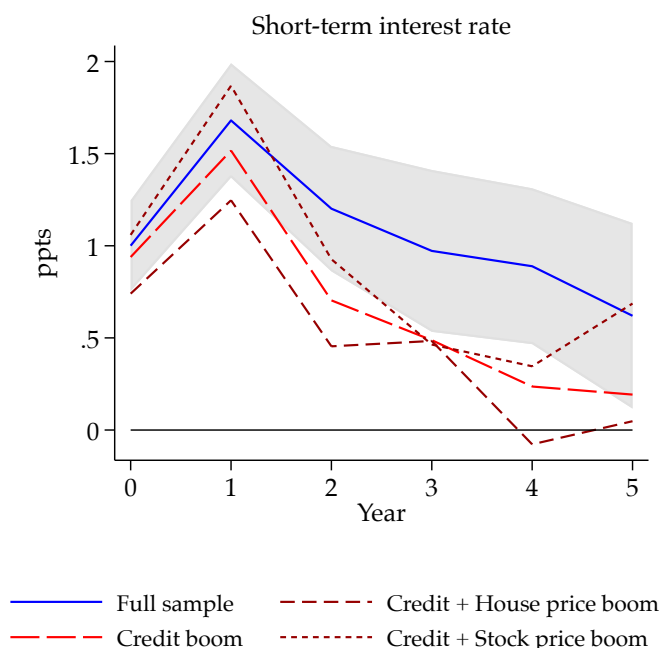 Short-term interest rate
ppts
2
1.5
1
.5
0
0 1 2 3 4 5
Year
Full sample
Credit + House price boom
Credit boom
Credit + Stock price boom